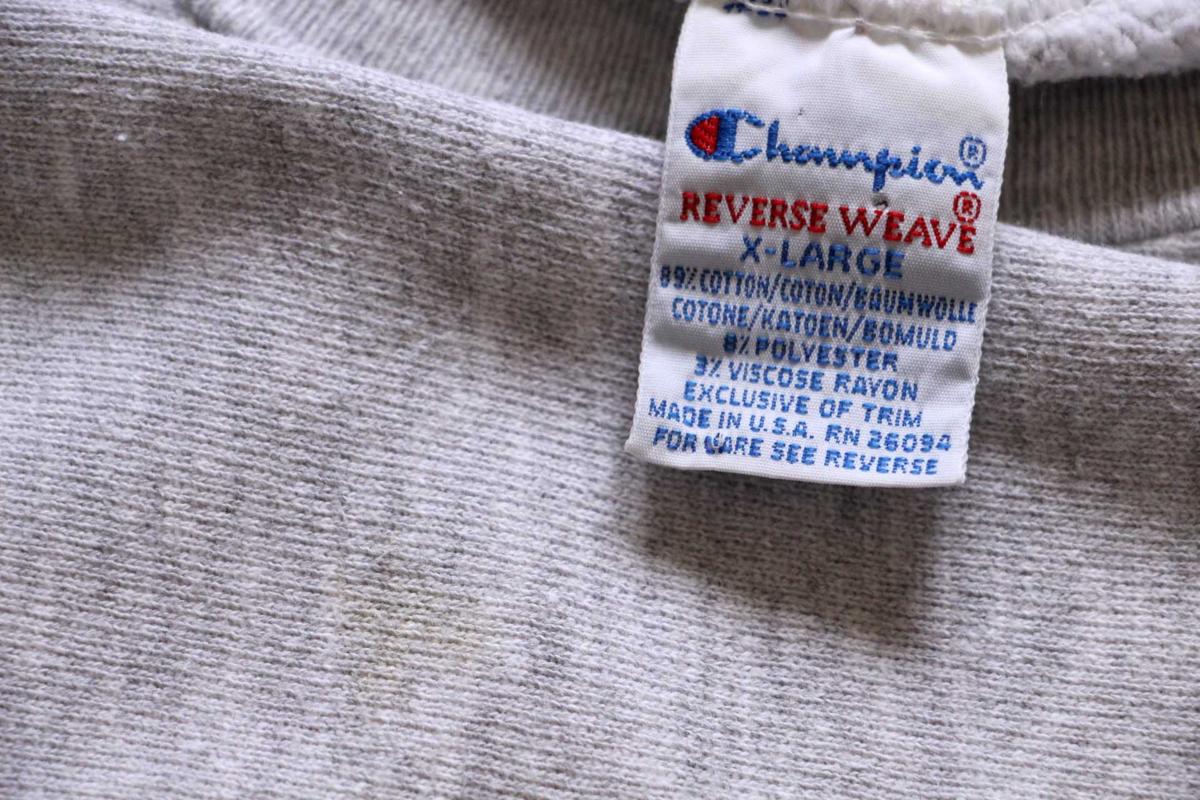 Champion®
REVERSE WEAVE®
X-LARGE
89% COTTON/COTON/BAUMWOLLE
COTONE/KATOEN/BOMULD
8% POLYESTER
3% VISCOSE RAYON
EXCLUSIVE OF TRIM
MADE IN U.S.A. RN 26094
FOR CARE SEE REVERSE